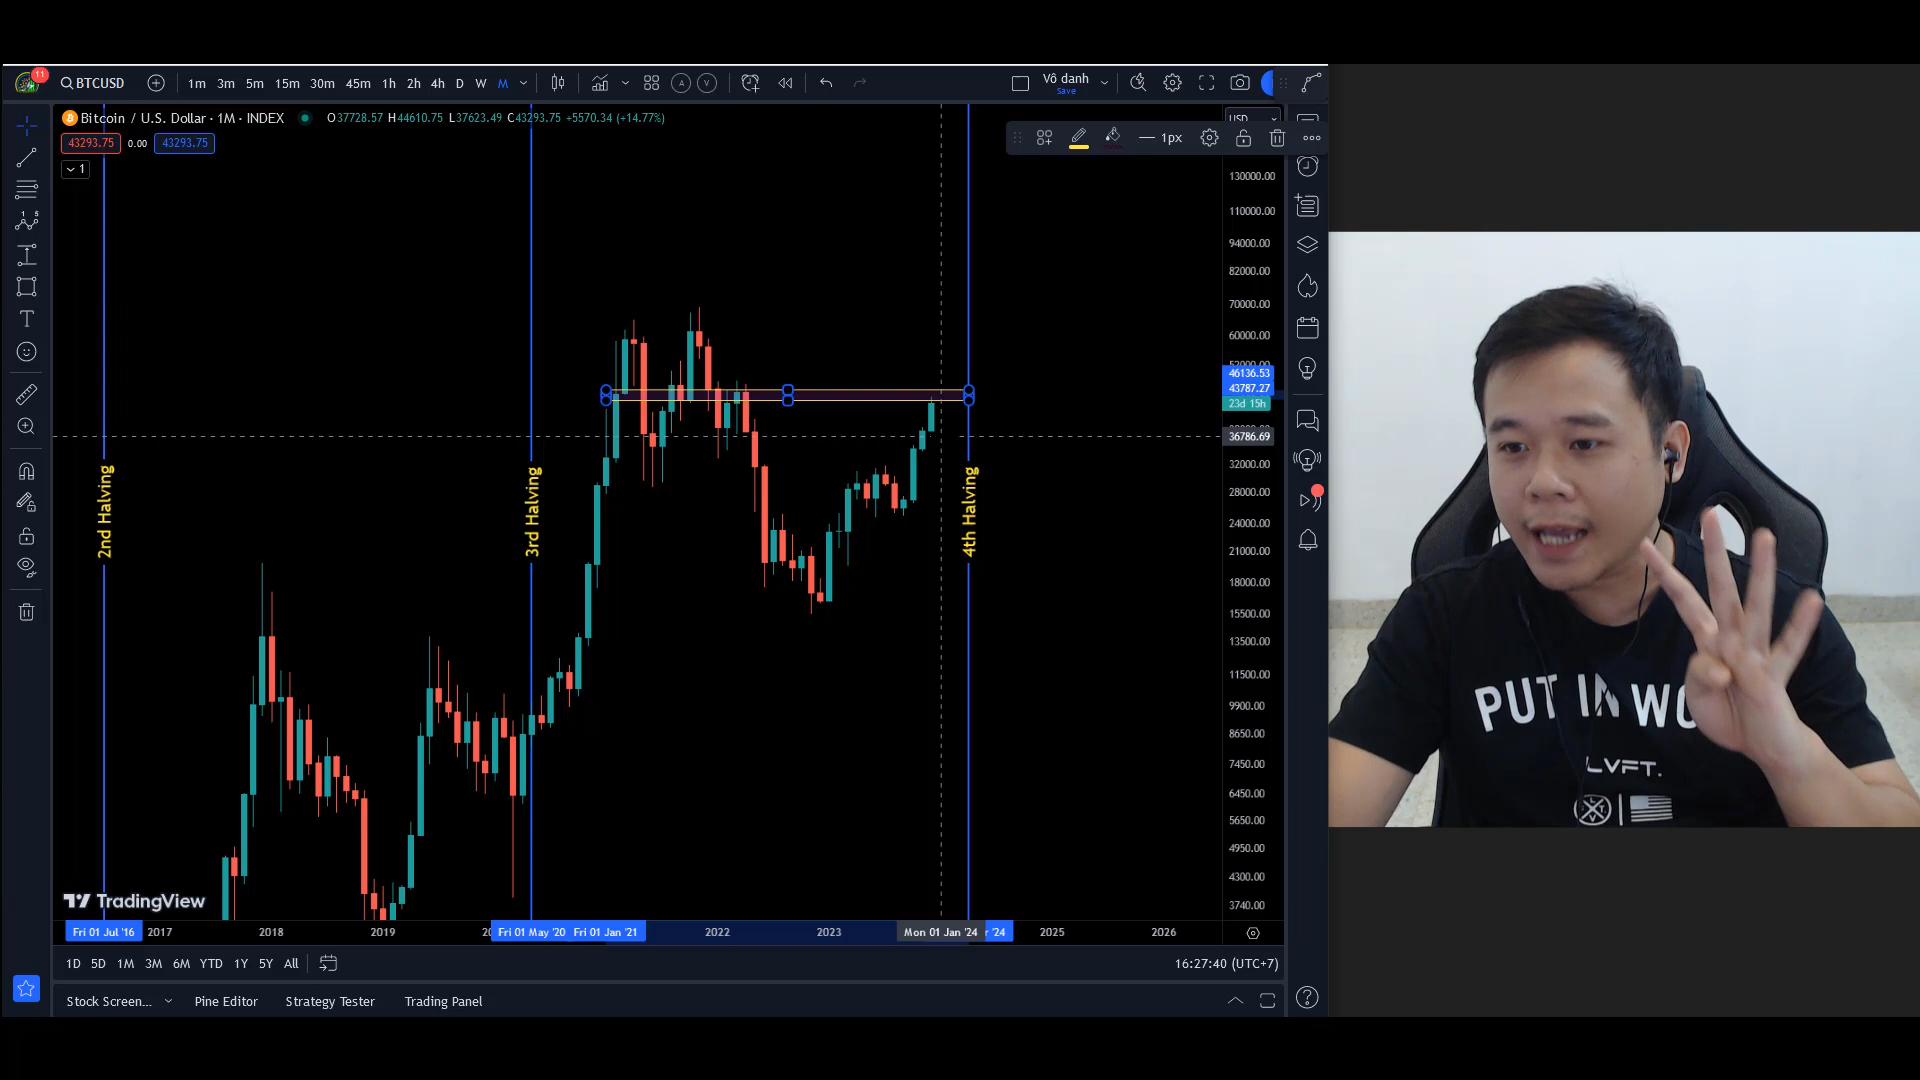 11
BTCUSD
1m 3m 5m 15m 30m 45m 1h 2h 4h D W M
A V
Vô danh
Save
Bitcoin / U.S. Dollar · 1M · INDEX
O37728.57 H44610.75 L37623.49 C43293.75 +5570.34 (+14.77%)
USD
43293.75 0.00 43293.75
1px
1
130000.00
110000.00
94000.00
82000.00
70000.00
60000.00
52000.00
46136.53
43787.27
23d 15h
36786.69
32000.00
28000.00
24000.00
21000.00
18000.00
15500.00
13500.00
11500.00
9900.00
8650.00
7450.00
6450.00
5650.00
4950.00
4300.00
3740.00
2nd Halving
3rd Halving
4th Halving
TradingView
Fri 01 Jul '16 2017 2018 2019 Fri 01 May '20 Fri 01 Jan '21 2022 2023 Mon 01 Jan '24 '24 2025 2026
1D 5D 1M 3M 6M YTD 1Y 5Y All
16:27:40 (UTC+7)
Stock Screen... Pine Editor Strategy Tester Trading Panel
PUT IN WO
LVFT.